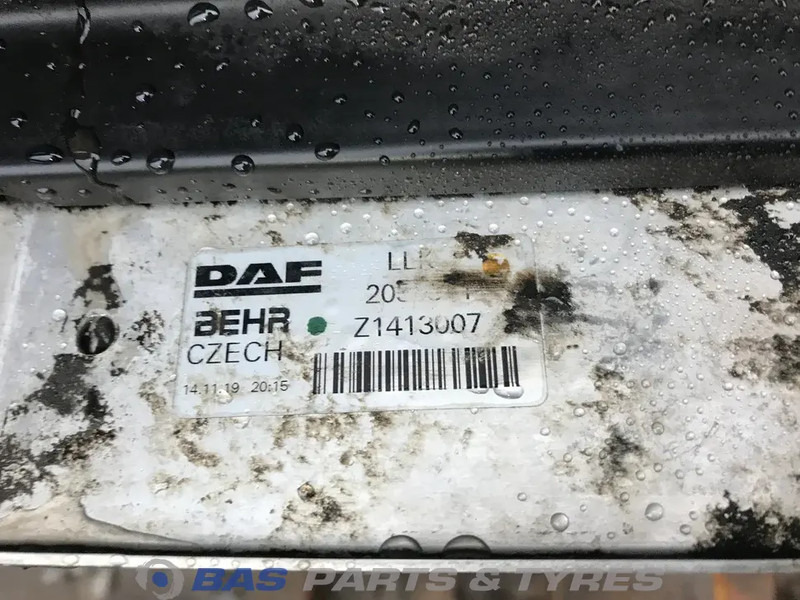 DAF
BEHR Z1413007
CZECH
14.11.19 20:15
BAS PARTS & TYRES